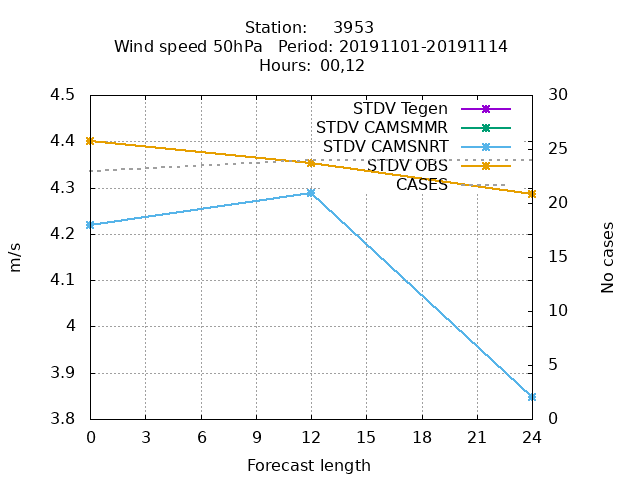 Station:     3953
Wind speed 50hPa   Period: 20191101-20191114
Hours:  00,12
4.5
4.4
4.3
4.2
4.1
4
3.9
3.8
m/s
STDV Tegen
STDV CAMSMMR
STDV CAMSNRT
STDV OBS
CASES
30
25
20
15
10
5
0
No cases
0 3 6 9 12 15 18 21 24
Forecast length